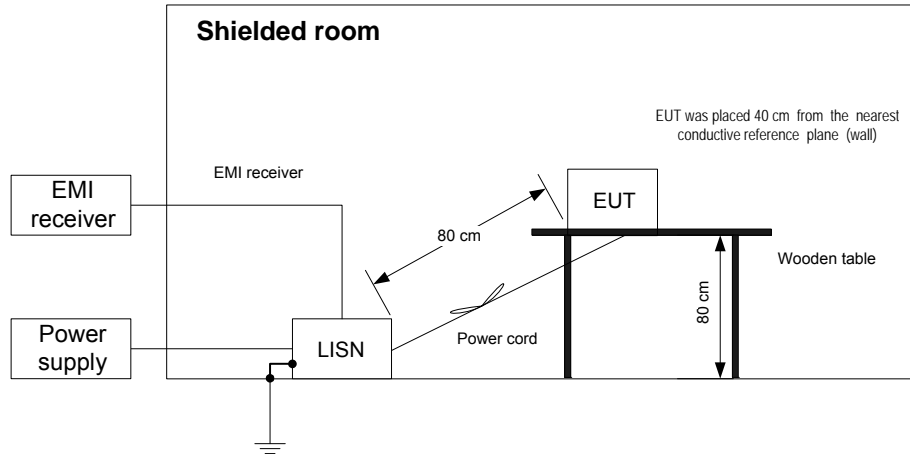 Shielded room
EUT was placed 40 cm from the nearest
conductive reference plane (wall)
EMI receiver
EMI
receiver
EUT
80 cm
Wooden table
80 cm
Power
supply
LISN
Power cord